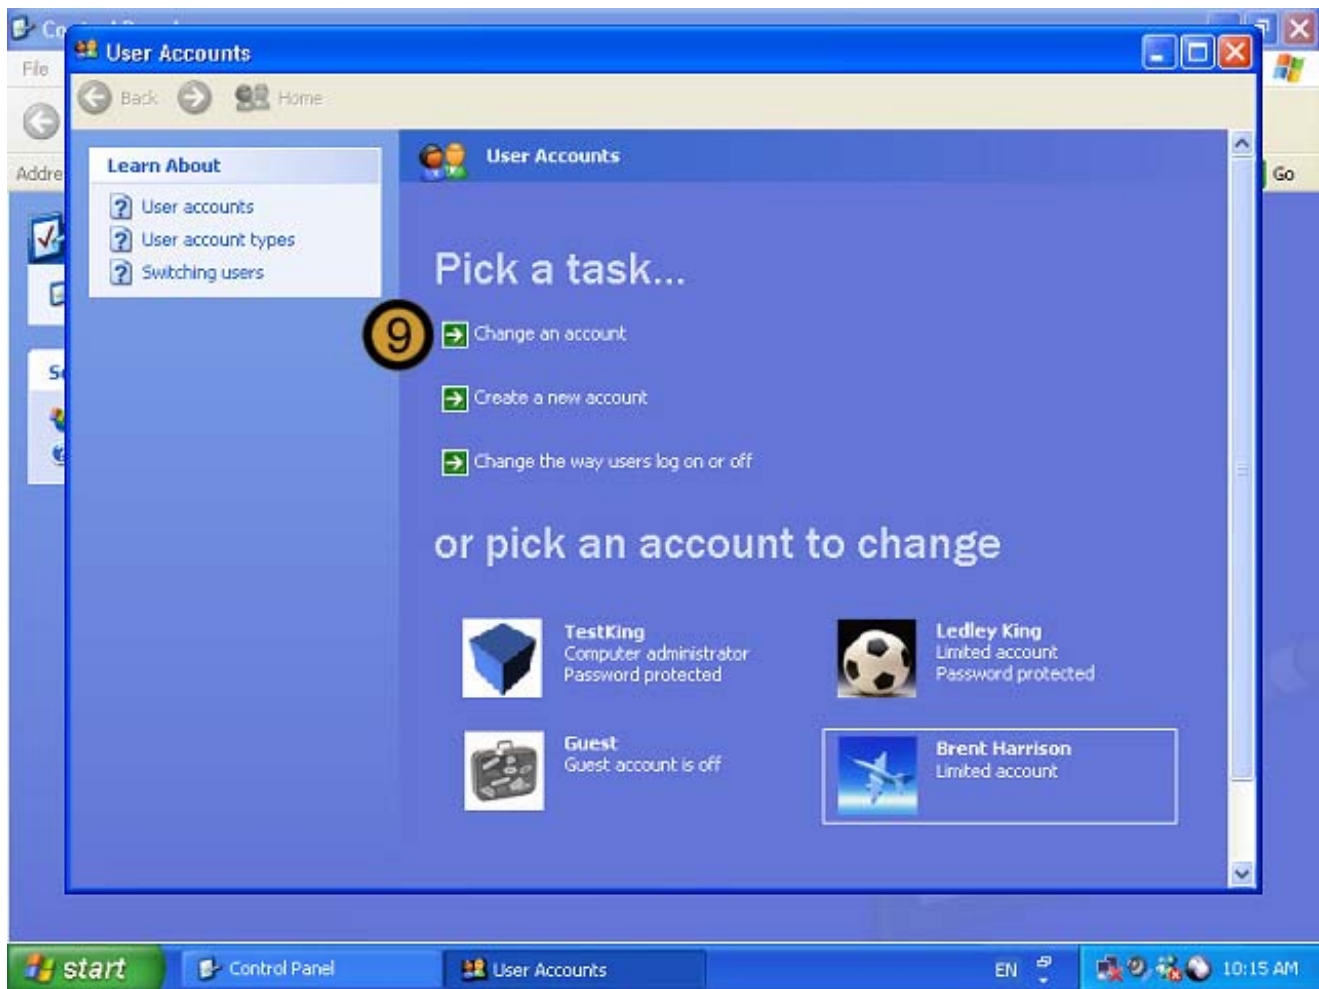 User Accounts
File
Back
Home
Addre
Go
Learn About
User accounts
User account types
Switching users
User Accounts
Pick a task...
9
Change an account
Create a new account
Change the way users log on or off
or pick an account to change
TestKing
Computer administrator
Password protected
Ledley King
Limited account
Password protected
Guest
Guest account is off
Brent Harrison
Limited account
start
Control Panel
User Accounts
EN
10:15 AM